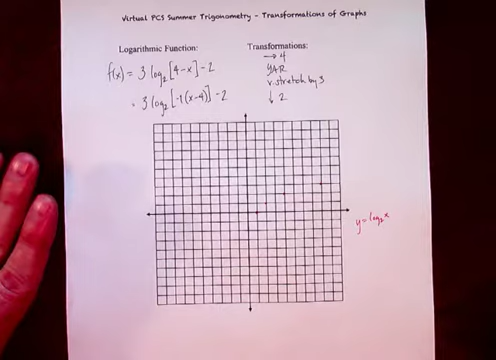 Virtual PCS Summer Trigonometry - Transformations of Graphs
Logarithmic Function:
Transformations:
f(x) = 3 log₂ [4-x] - 2
→ 4
YAR
v. stretch by 3
= 3 log₂ [-1(x-4)] - 2
↓ 2
y = log₂ x